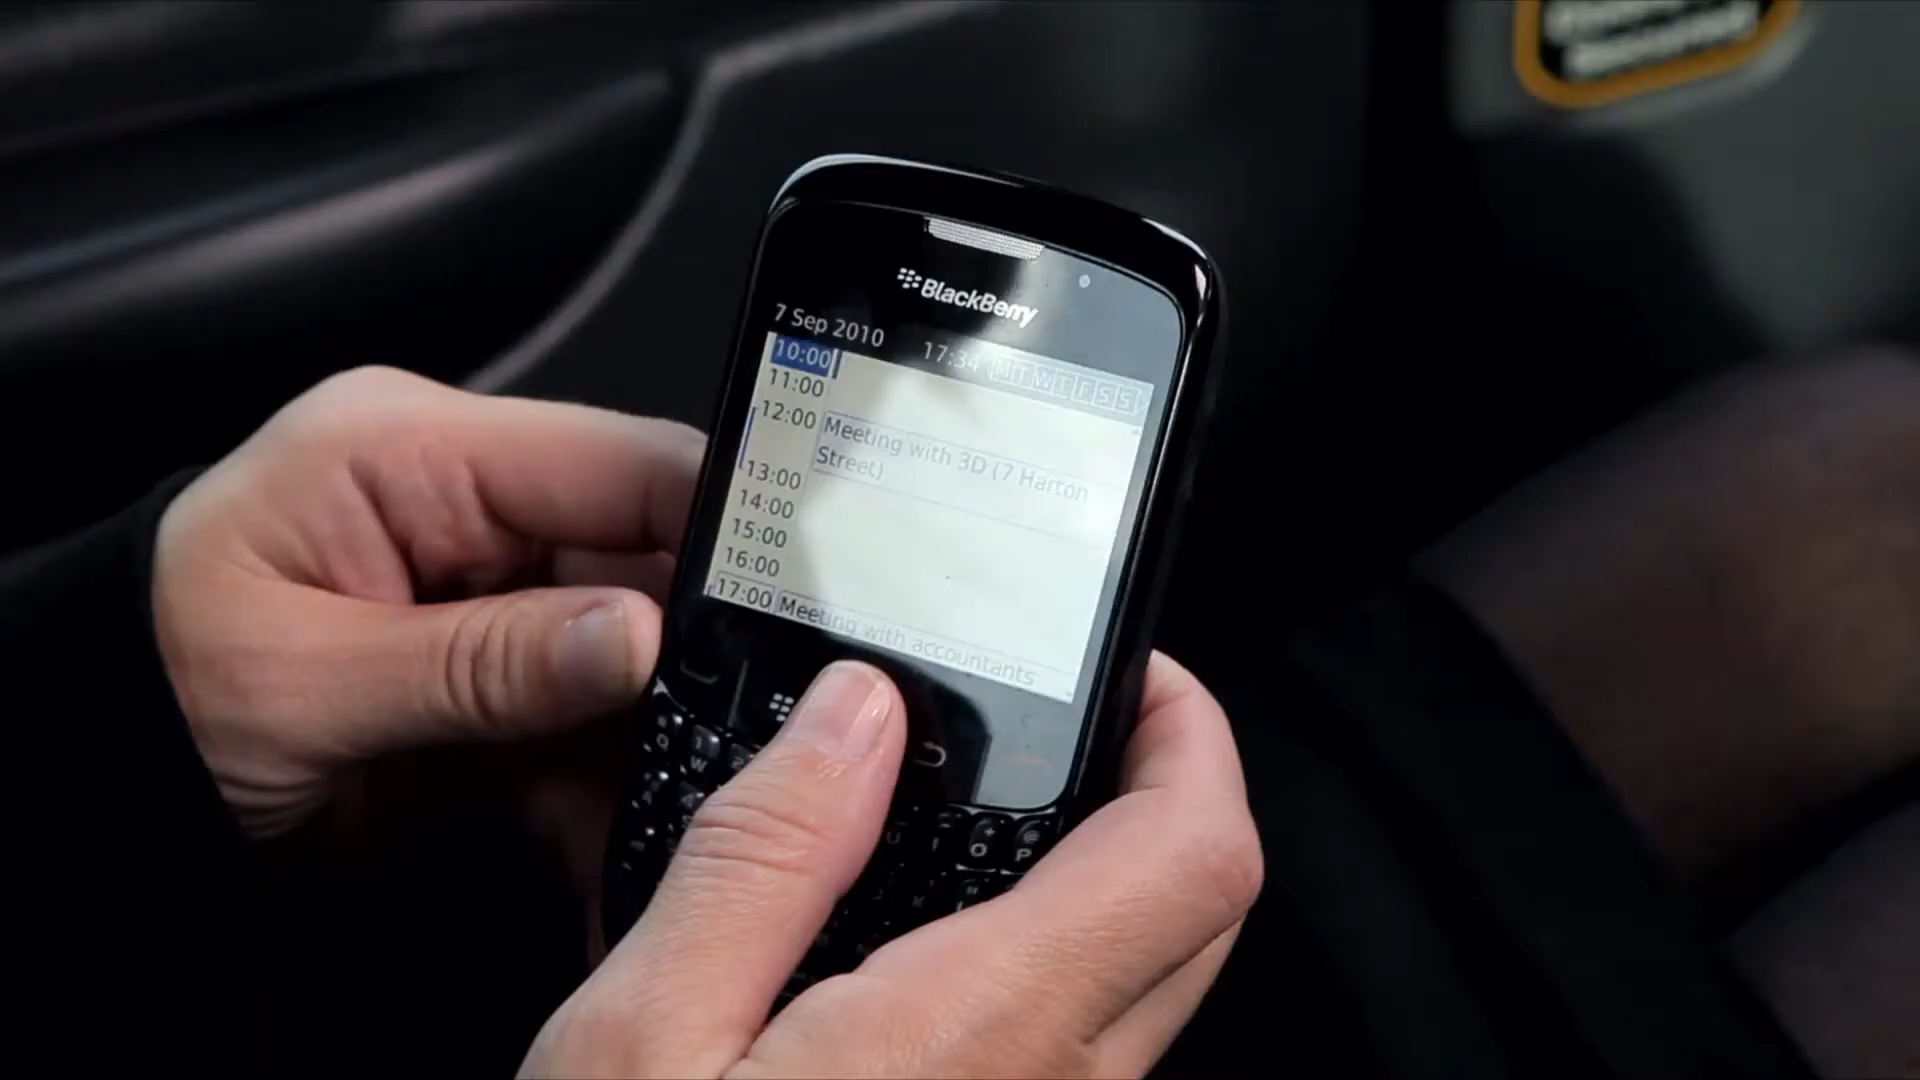 BlackBerry
7 Sep 2010
17:34 M T W T F S S
10:00
11:00
12:00 Meeting with 3D (7 Harton
Street)
13:00
14:00
15:00
16:00
17:00 Meeting with accountants
Q W
U I O P
K